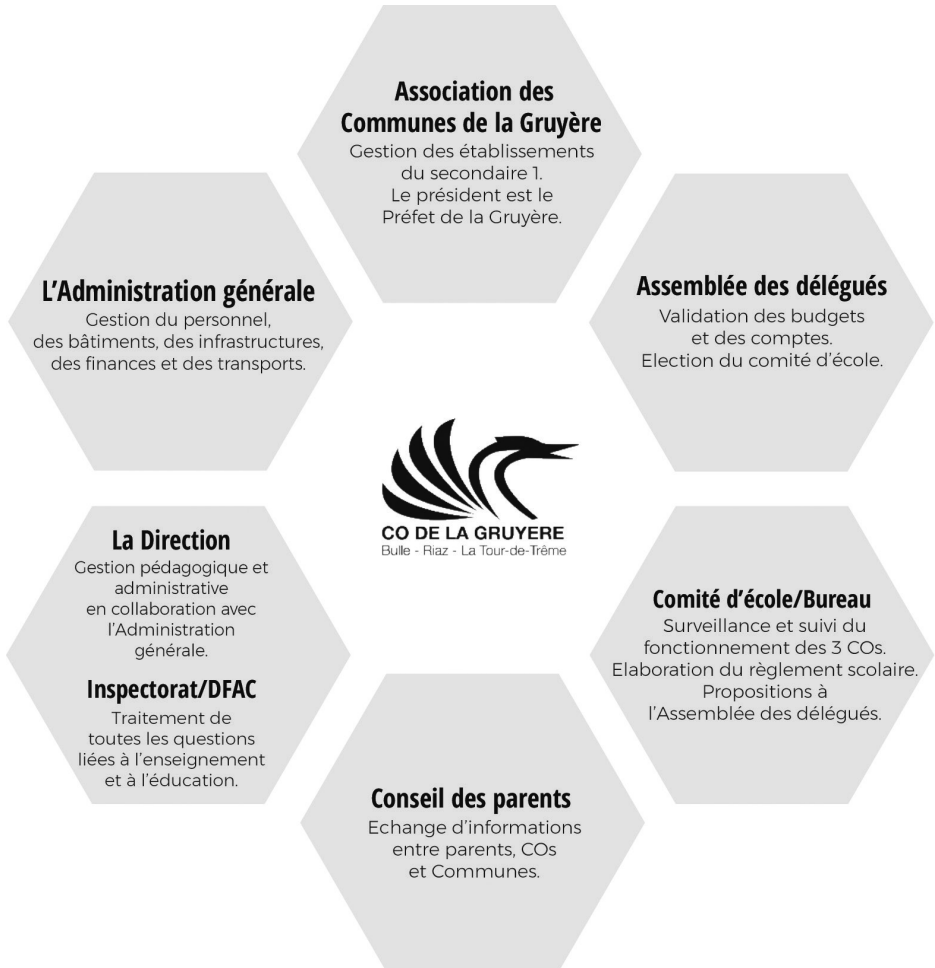 Association des
Communes de la Gruyère
Gestion des établissements
du secondaire 1.
Le président est le
Préfet de la Gruyère.
L'Administration générale
Gestion du personnel,
des bâtiments, des infrastructures,
des finances et des transports.
Assemblée des délégués
Validation des budgets
et des comptes.
Election du comité d'école.
CO DE LA GRUYERE
Bulle - Riaz - La Tour-de-Trême
La Direction
Gestion pédagogique et
administrative
en collaboration avec
l'Administration
générale.
Inspectorat/DFAC
Traitement de
toutes les questions
liées à l'enseignement
et à l'éducation.
Comité d'école/Bureau
Surveillance et suivi du
fonctionnement des 3 COs.
Elaboration du règlement scolaire.
Propositions à
l'Assemblée des délégués.
Conseil des parents
Echange d'informations
entre parents, COs
et Communes.